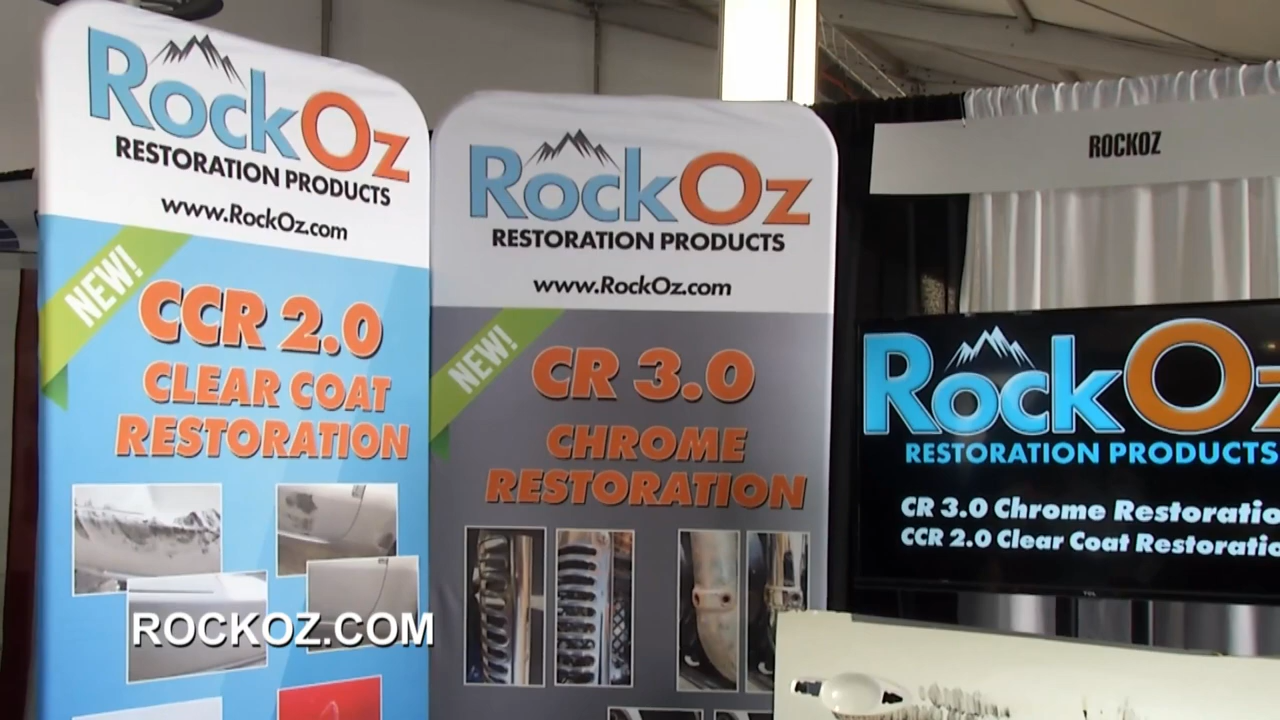 RockOz
RESTORATION PRODUCTS
www.RockOz.com
NEW!
CCR 2.0
CLEAR COAT
RESTORATION
RockOz
RESTORATION PRODUCTS
www.RockOz.com
NEW!
CR 3.0
CHROME
RESTORATION
ROCKOZ
RockOz
RESTORATION PRODUCTS
CR 3.0 Chrome Restoratio
CCR 2.0 Clear Coat Restoratio
TCL
ROCKOZ.COM